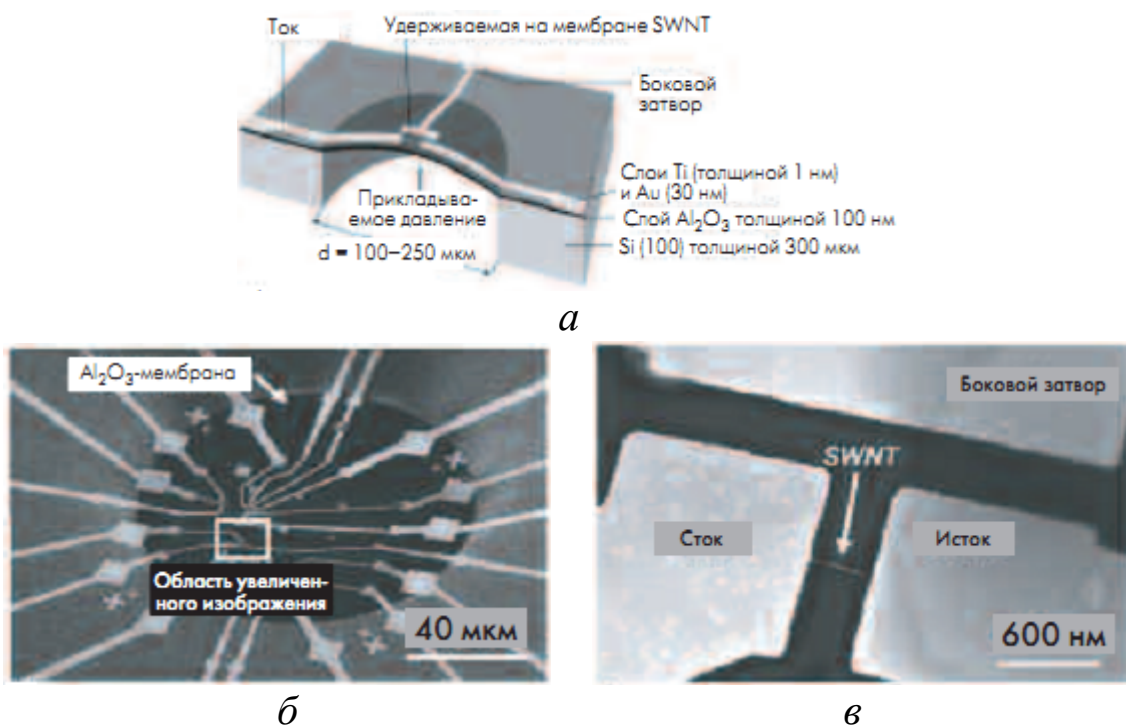 Ток
Удерживаемая на мембране SWNT
Боковой
затвор
Слои Ti (толщиной 1 нм)
и Au (30 нм)
Прикладыва-
емое давление
Слой Al₂O₃ толщиной 100 нм
d = 100–250 мкм
Si (100) толщиной 300 мкм
а
Al₂O₃-мембрана
Область увеличен-
ного изображения
40 мкм
б
Боковой затвор
SWNT
Сток
Исток
600 нм
в